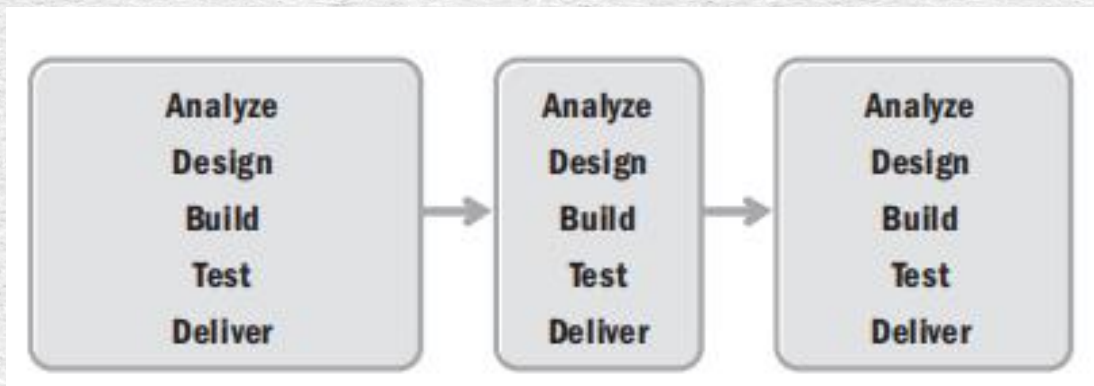 Analyze
Design
Build
Test
Deliver
Analyze
Design
Build
Test
Deliver
Analyze
Design
Build
Test
Deliver